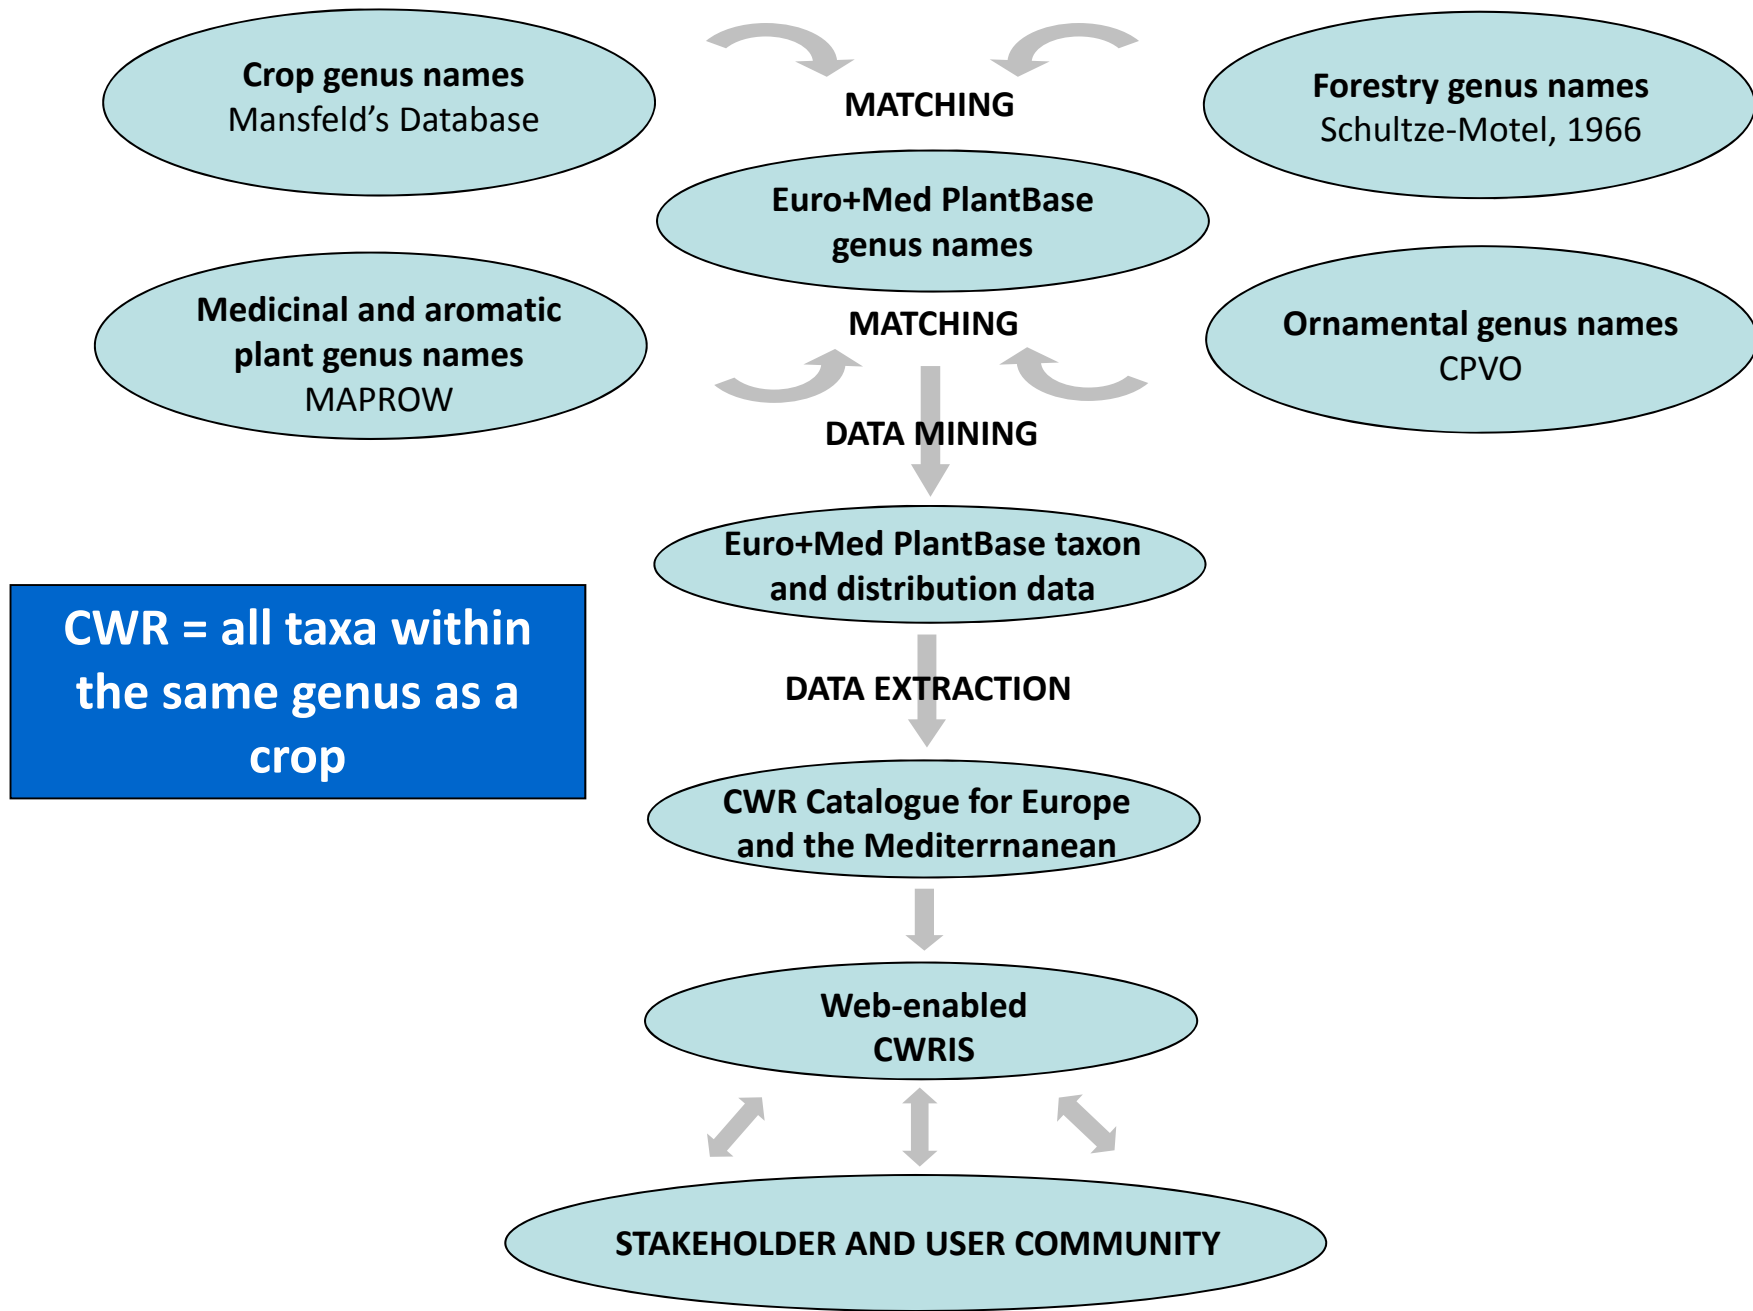 Crop genus names
Mansfeld's Database
MATCHING
Forestry genus names
Schultze-Motel, 1966
Euro+Med PlantBase
genus names
Medicinal and aromatic
plant genus names
MAPROW
MATCHING
Ornamental genus names
CPVO
DATA MINING
Euro+Med PlantBase taxon
and distribution data
CWR = all taxa within
the same genus as a
crop
DATA EXTRACTION
CWR Catalogue for Europe
and the Mediterrnanean
Web-enabled
CWRIS
STAKEHOLDER AND USER COMMUNITY